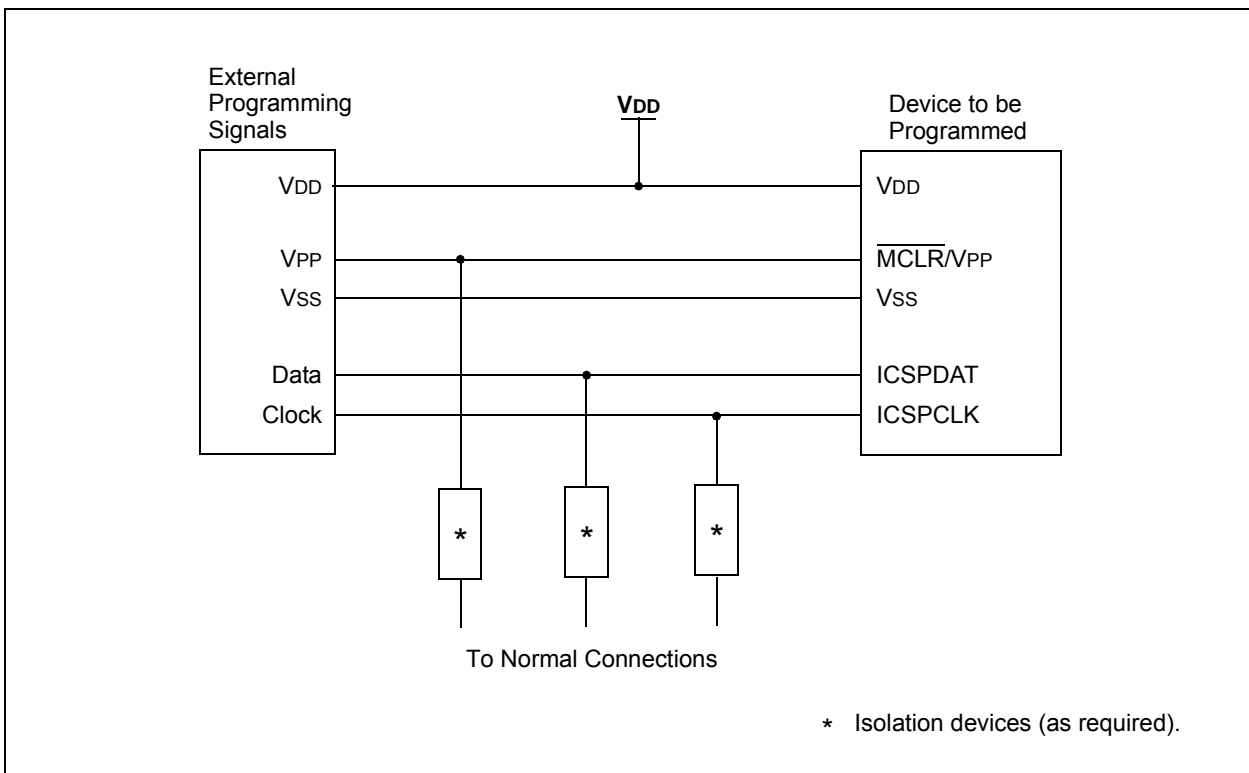 External
Programming
Signals
VDD
Device to be
Programmed
VDD
VDD
VPP
MCLR/VPP
VSS
VSS
Data
ICSPDAT
Clock
ICSPCLK
*
*
*
To Normal Connections
* Isolation devices (as required).